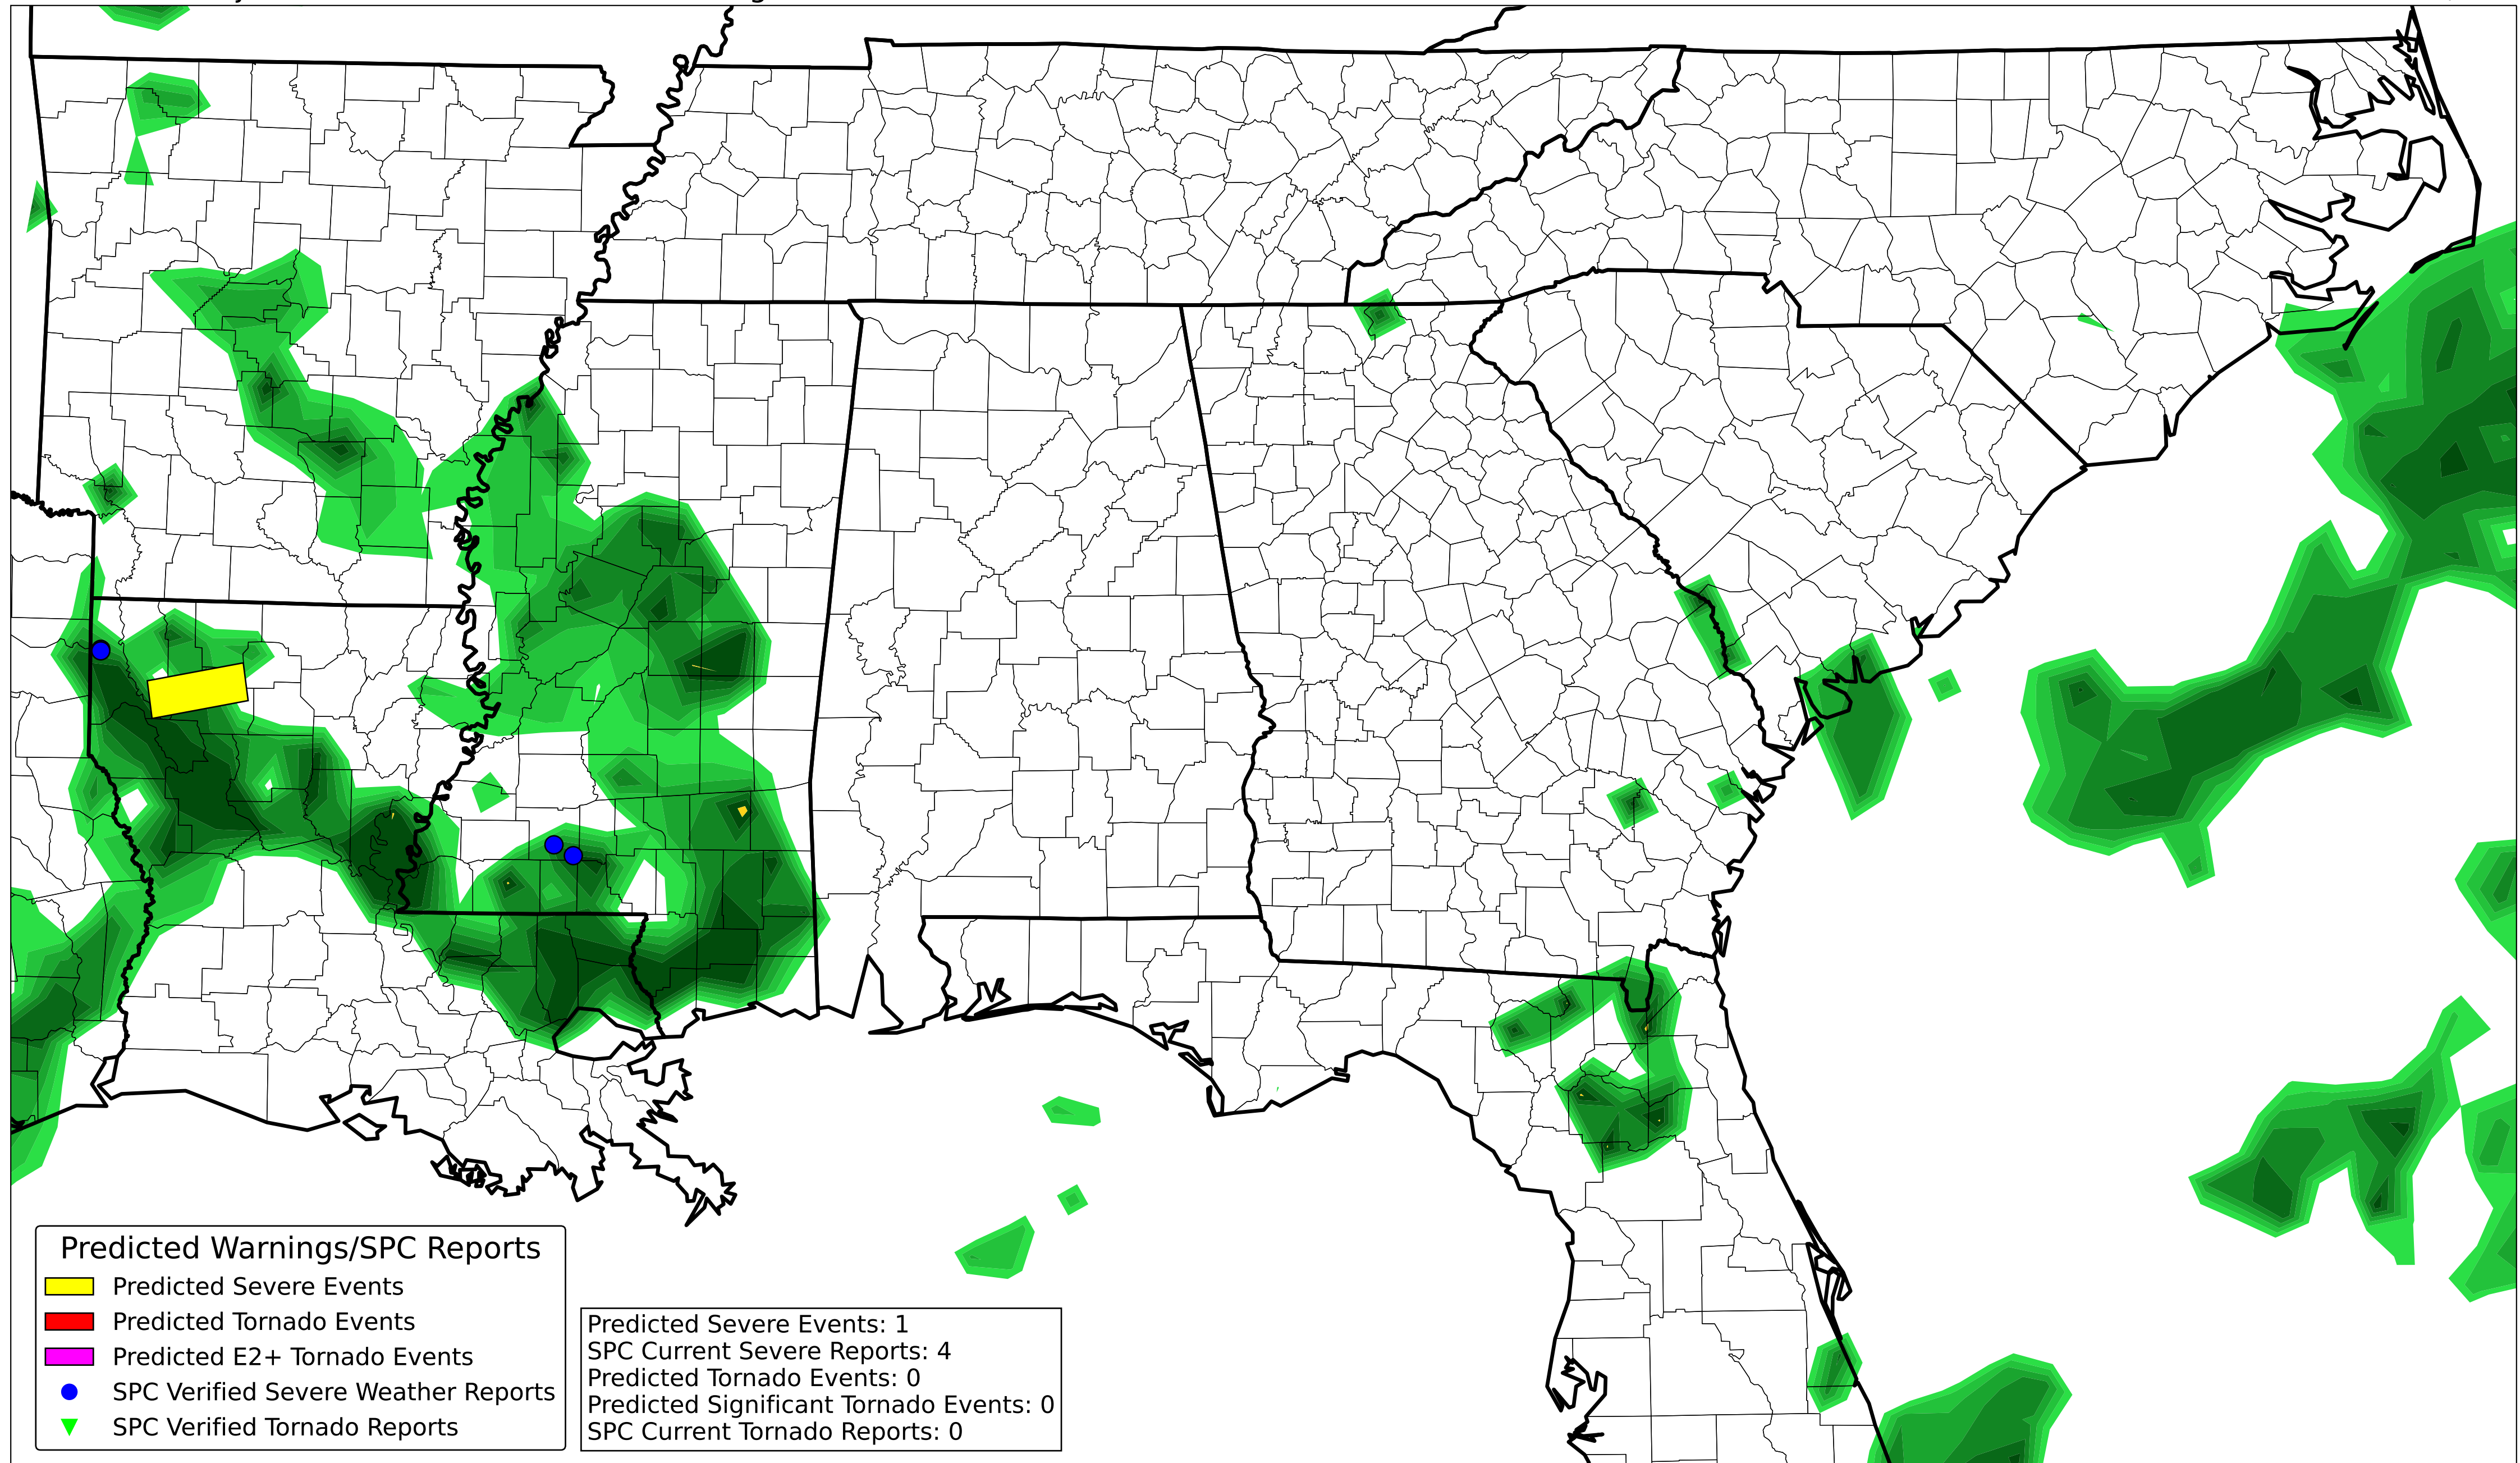 Predicted Warnings/SPC Reports
Predicted Severe Events
Predicted Tornado Events
Predicted E2+ Tornado Events
SPC Verified Severe Weather Reports
SPC Verified Tornado Reports
Predicted Severe Events: 1
SPC Current Severe Reports: 4
Predicted Tornado Events: 0
Predicted Significant Tornado Events: 0
SPC Current Tornado Reports: 0